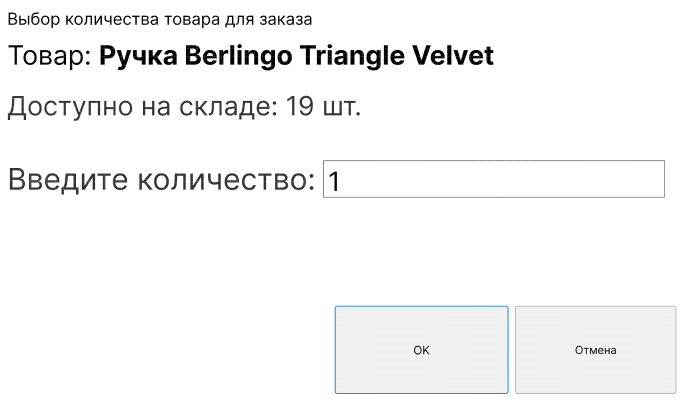 Выбор количества товара для заказа
Товар: Ручка Berlingo Triangle Velvet
Доступно на складе: 19 шт.
Введите количество: 1
OK Отмена